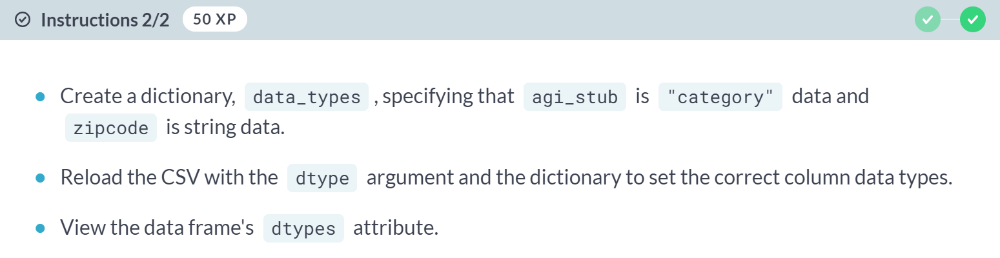 Instructions 2/2 50 XP
Create a dictionary, data_types , specifying that agi_stub is "category" data and
zipcode is string data.
Reload the CSV with the dtype argument and the dictionary to set the correct column data types.
View the data frame's dtypes attribute.